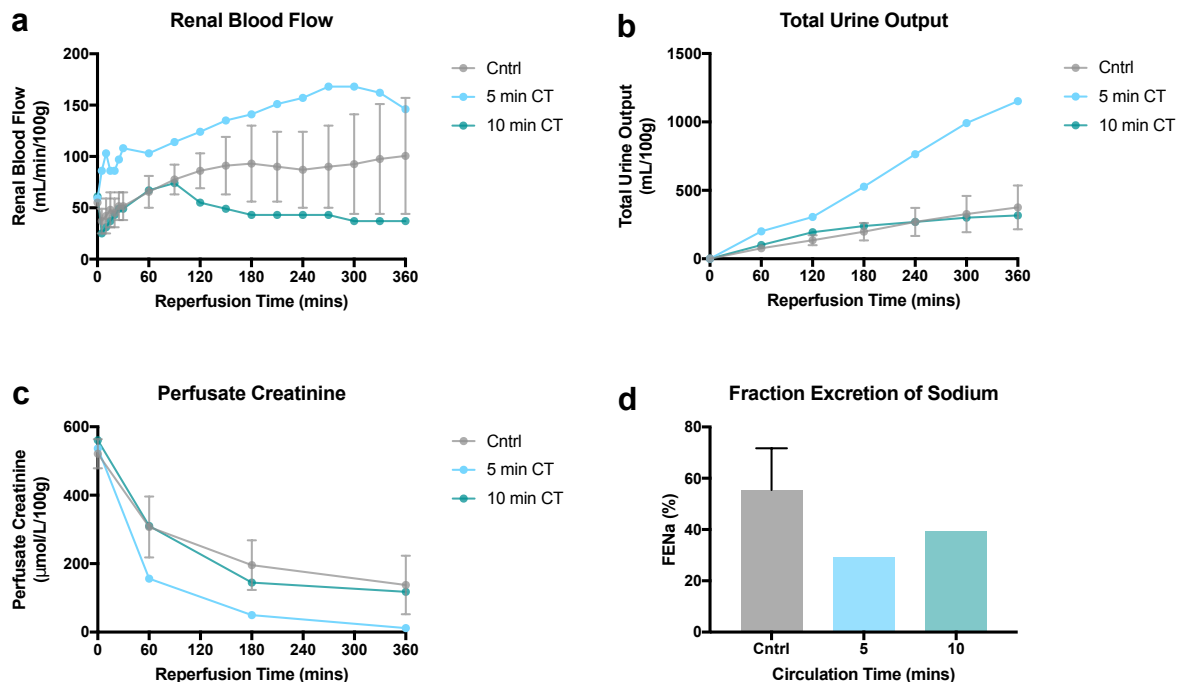 a
Renal Blood Flow
200
150
100
50
0
0 60 120 180 240 300 360
Renal Blood Flow
(mL/min/100g)
Reperfusion Time (mins)
Cntrl
5 min CT
10 min CT
b
Total Urine Output
1500
1000
500
0
0 60 120 180 240 300 360
Total Urine Output
(mL/100g)
Reperfusion Time (mins)
Cntrl
5 min CT
10 min CT
c
Perfusate Creatinine
600
400
200
0
0 60 120 180 240 300 360
Perfusate Creatinine
(μmol/L/100g)
Reperfusion Time (mins)
Cntrl
5 min CT
10 min CT
d
Fraction Excretion of Sodium
80
60
40
20
0
Cntrl 5 10
FENa (%)
Circulation Time (mins)